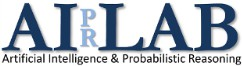 AI PR LAB
Artificial Intelligence & Probabilistic Reasoning